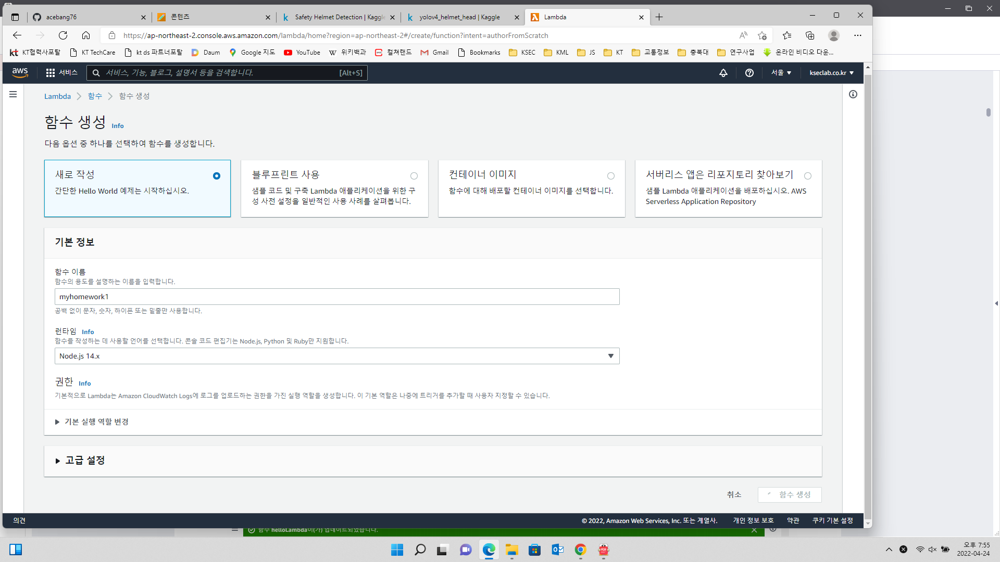 acebang76
콘텐츠
Safety Helmet Detection | Kaggle
yolov4_helmet_head | Kaggle
Lambda
https://ap-northeast-2.console.aws.amazon.com/lambda/home?region=ap-northeast-2#/create/function?intent=authorFromScratch
kt KT협력사포탈
KT TechCare
kt ds 파트너포탈
Daum
Google 지도
YouTube
W 위키백과
컬쳐랜드
Gmail
Bookmarks
KSEC
KML
JS
KT
교통정보
충북대
연구사업
온라인 비디오 다운...
aws
서비스
서비스, 기능, 블로그, 설명서 등을 검색합니다.
[Alt+S]
서울
kseclab.co.kr
Lambda
함수
함수 생성
함수 생성 Info
다음 옵션 중 하나를 선택하여 함수를 생성합니다.
새로 작성
간단한 Hello World 예제는 시작하십시오.
블루프린트 사용
샘플 코드 및 구축 Lambda 애플리케이션을 위한 구
성 사전 설정을 일반적인 사용 사례를 살펴봅니다.
컨테이너 이미지
함수에 대해 배포할 컨테이너 이미지를 선택합니다.
서버리스 앱은 리포지토리 찾아보기
샘플 Lambda 애플리케이션을 배포하십시오. AWS
Serverless Application Repository
기본 정보
함수 이름
함수의 용도를 설명하는 이름을 입력합니다.
myhomework1
공백 없이 문자, 숫자, 하이픈 또는 밑줄만 사용합니다.
런타임 Info
함수를 작성하는 데 사용할 언어를 선택합니다. 콘솔 코드 편집기는 Node.js, Python 및 Ruby만 지원합니다.
Node.js 14.x
권한 Info
기본적으로 Lambda는 Amazon CloudWatch Logs에 로그를 업로드하는 권한을 가진 실행 역할을 생성합니다. 이 기본 역할은 나중에 트리거를 추가할 때 사용자 지정할 수 있습니다.
기본 실행 역할 변경
고급 설정
취소
함수 생성
의견
© 2022, Amazon Web Services, Inc. 또는 계열사.
개인 정보 보호
약관
쿠키 기본 설정
함수 helloLambda이(가) 업데이트되었습니다.
오후 7:55
2022-04-24